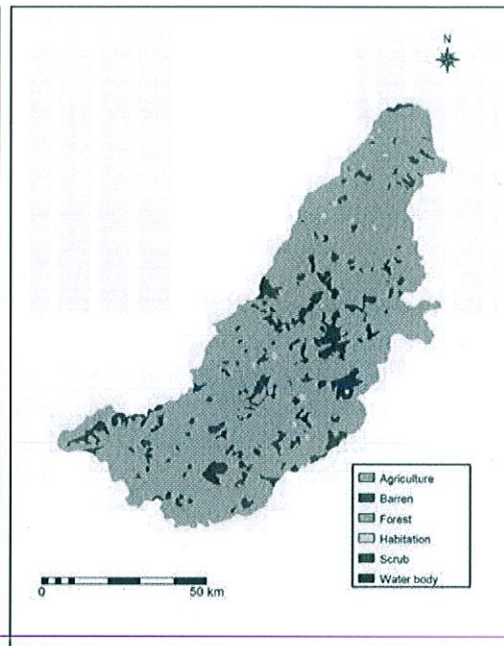 N
Agriculture
Barren
Forest
Habitation
Scrub
Water body
0 50 km